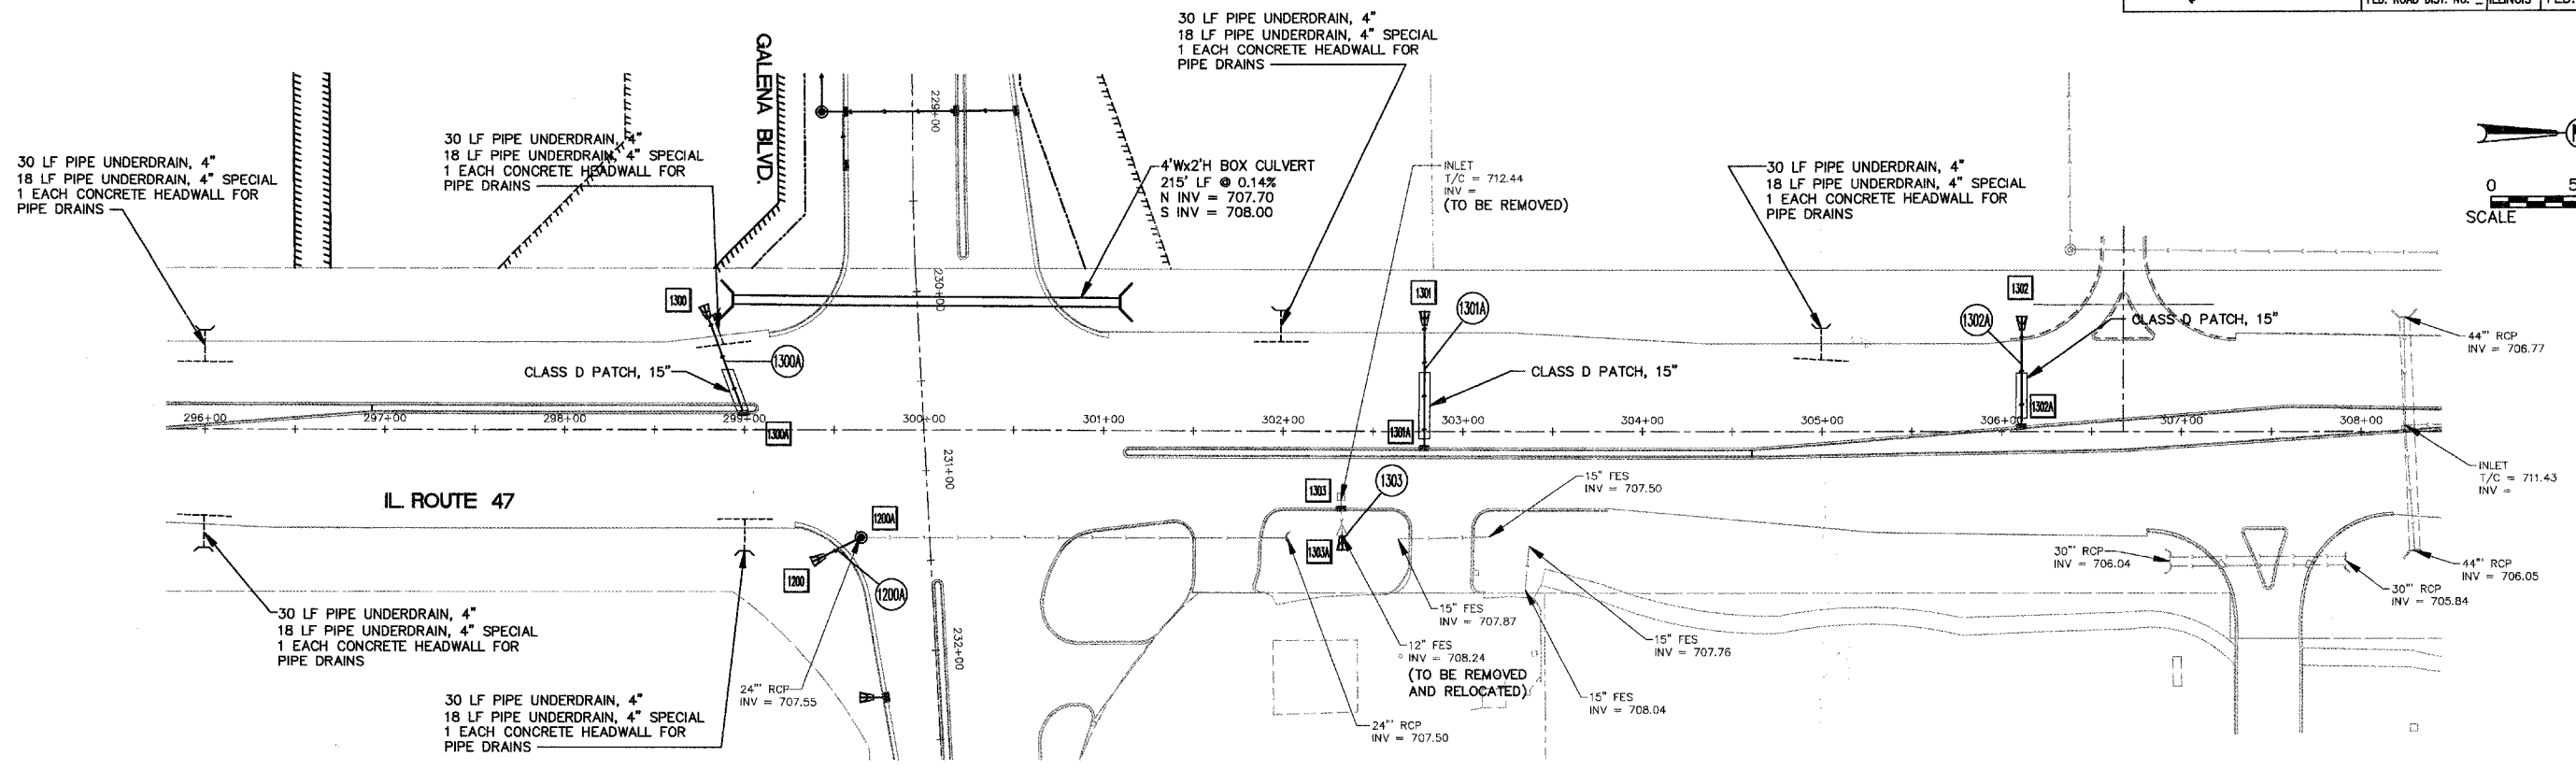 FED. ROAD DIST. NO. _ ILLINOIS FED.
30 LF PIPE UNDERDRAIN, 4"
18 LF PIPE UNDERDRAIN, 4" SPECIAL
1 EACH CONCRETE HEADWALL FOR
PIPE DRAINS
GALENA BLVD.
229+00
30 LF PIPE UNDERDRAIN, 4"
18 LF PIPE UNDERDRAIN, 4" SPECIAL
1 EACH CONCRETE HEADWALL FOR
PIPE DRAINS
30 LF PIPE UNDERDRAIN, 4"
18 LF PIPE UNDERDRAIN, 4" SPECIAL
1 EACH CONCRETE HEADWALL FOR
PIPE DRAINS
4'Wx2'H BOX CULVERT
215' LF @ 0.14%
N INV = 707.70
S INV = 708.00
INLET
T/C = 712.44
INV =
(TO BE REMOVED)
30 LF PIPE UNDERDRAIN, 4"
18 LF PIPE UNDERDRAIN, 4" SPECIAL
1 EACH CONCRETE HEADWALL FOR
PIPE DRAINS
0 5
SCALE
230+00
1300
1301
1301A
1302
1302A
CLASS D PATCH, 15"
44"' RCP
INV = 706.77
1300A
CLASS D PATCH, 15"
CLASS D PATCH, 15"
296+00
297+00
298+00
299+00
300+00
301+00
302+00
303+00
304+00
305+00
306+00
307+00
308+00
1300A
1301A
1302A
231+00
IL. ROUTE 47
1303
1303
15" FES
INV = 707.50
INLET
T/C = 711.43
INV =
1200A
1200
1200A
1303A
30"' RCP
INV = 706.04
44"' RCP
INV = 706.05
30"' RCP
INV = 705.84
30 LF PIPE UNDERDRAIN, 4"
18 LF PIPE UNDERDRAIN, 4" SPECIAL
1 EACH CONCRETE HEADWALL FOR
PIPE DRAINS
232+00
15" FES
INV = 707.87
12" FES
INV = 708.24
(TO BE REMOVED
AND RELOCATED)
15" FES
INV = 707.76
15" FES
INV = 708.04
24"' RCP
INV = 707.55
30 LF PIPE UNDERDRAIN, 4"
18 LF PIPE UNDERDRAIN, 4" SPECIAL
1 EACH CONCRETE HEADWALL FOR
PIPE DRAINS
24"' RCP
INV = 707.50